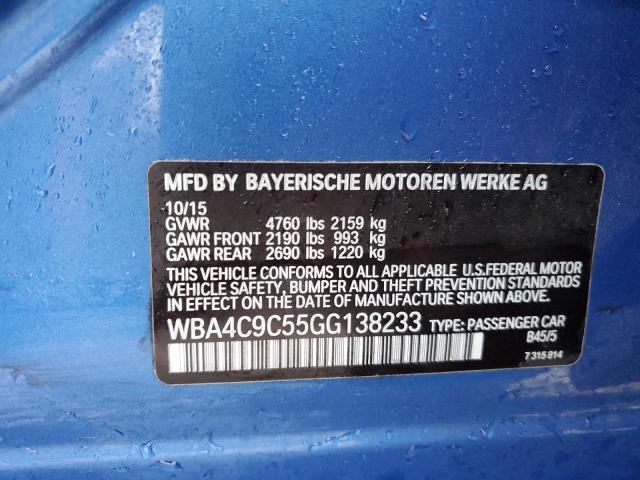 MFD BY BAYERISCHE MOTOREN WERKE AG
10/15
GVWR 4760 lbs 2159 kg
GAWR FRONT 2190 lbs 993 kg
GAWR REAR 2690 lbs 1220 kg
THIS VEHICLE CONFORMS TO ALL APPLICABLE U.S.FEDERAL MOTOR
VEHICLE SAFETY, BUMPER AND THEFT PREVENTION STANDARDS
IN EFFECT ON THE DATE OF MANUFACTURE SHOWN ABOVE.
WBA4C9C55GG138233 TYPE: PASSENGER CAR
B45/5
7 315 814